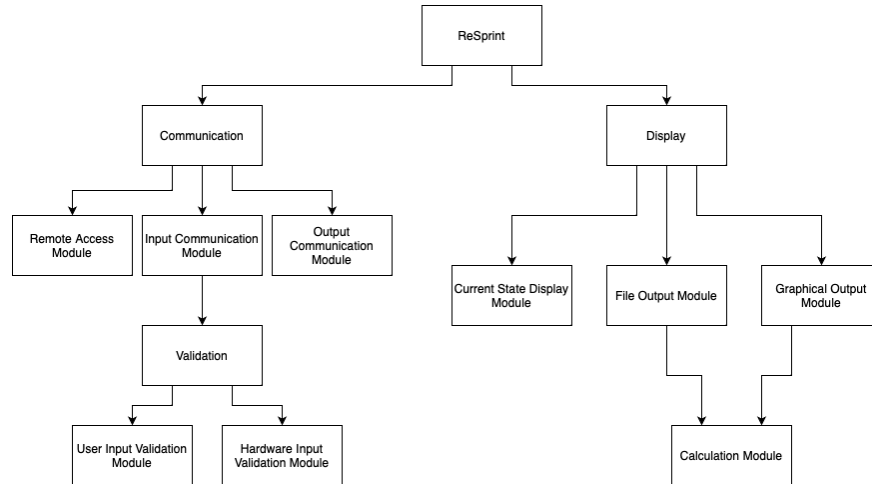 ReSprint
Communication
Display
Remote Access
Module
Input Communication
Module
Output
Communication
Module
Current State Display
Module
File Output Module
Graphical Output
Module
Validation
User Input Validation
Module
Hardware Input
Validation Module
Calculation Module